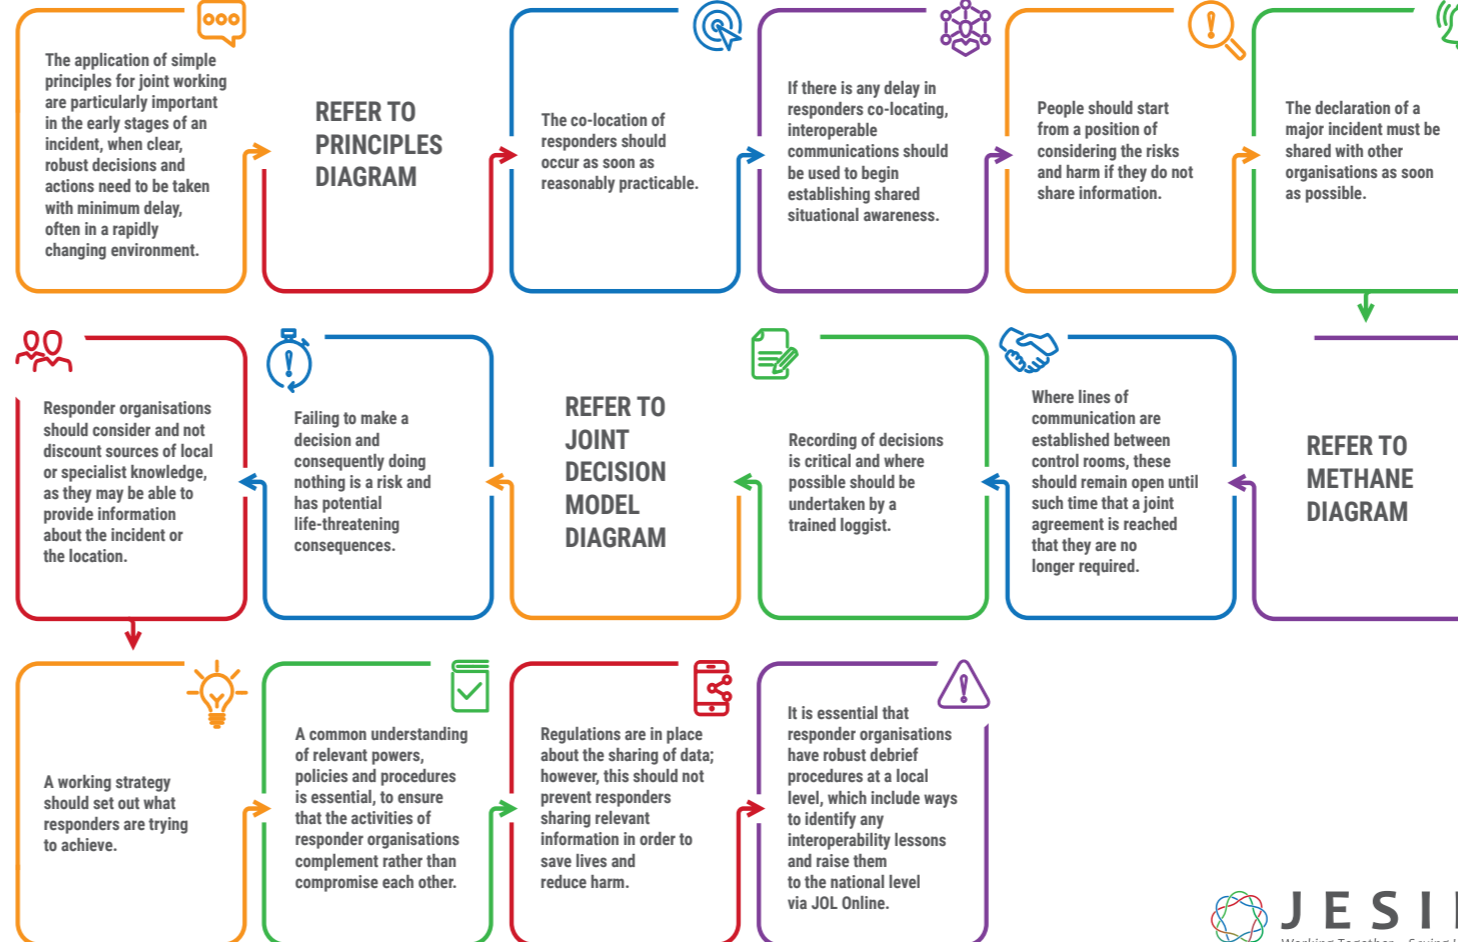 The application of simple
principles for joint working
are particularly important
in the early stages of an
incident, when clear,
robust decisions and
actions need to be taken
with minimum delay,
often in a rapidly
changing environment.
REFER TO
PRINCIPLES
DIAGRAM
The co-location of
responders should
occur as soon as
reasonably practicable.
If there is any delay in
responders co-locating,
interoperable
communications should
be used to begin
establishing shared
situational awareness.
People should start
from a position of
considering the risks
and harm if they do not
share information.
The declaration of a
major incident must be
shared with other
organisations as soon
as possible.
REFER TO
METHANE
DIAGRAM
Where lines of
communication are
established between
control rooms, these
should remain open until
such time that a joint
agreement is reached
that they are no
longer required.
Recording of decisions
is critical and where
possible should be
undertaken by a
trained loggist.
REFER TO
JOINT
DECISION
MODEL
DIAGRAM
Failing to make a
decision and
consequently doing
nothing is a risk and
has potential
life-threatening
consequences.
Responder organisations
should consider and not
discount sources of local
or specialist knowledge,
as they may be able to
provide information
about the incident or
the location.
A working strategy
should set out what
responders are trying
to achieve.
A common understanding
of relevant powers,
policies and procedures
is essential, to ensure
that the activities of
responder organisations
complement rather than
compromise each other.
Regulations are in place
about the sharing of data;
however, this should not
prevent responders
sharing relevant
information in order to
save lives and
reduce harm.
It is essential that
responder organisations
have robust debrief
procedures at a local
level, which include ways
to identify any
interoperability lessons
and raise them
to the national level
via JOL Online.
JESI
Working Together – Saving